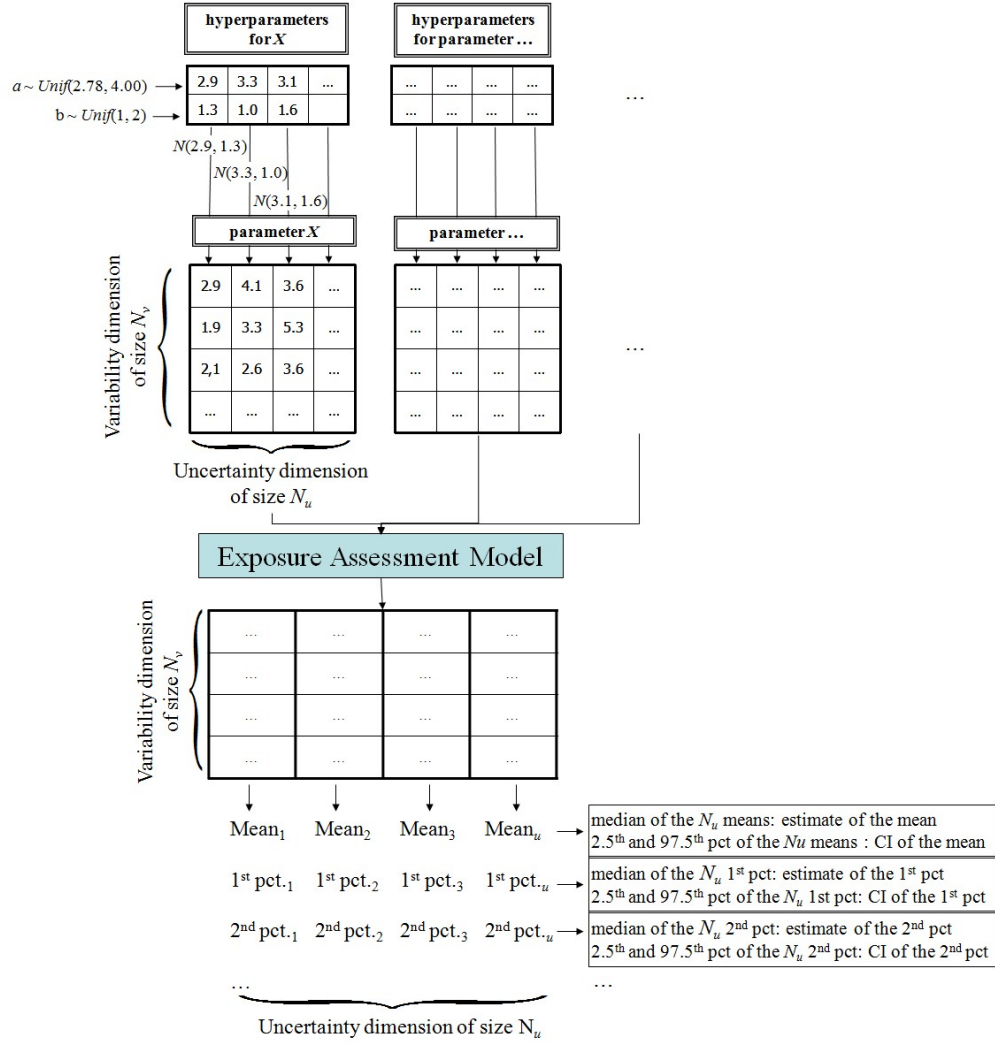 hyperparameters
for X
hyperparameters
for parameter …
a ~ Unif(2.78, 4.00)
2.9 3.3 3.1 ...
... ... ... ...
b ~ Unif(1, 2)
1.3 1.0 1.6
... ... ... ...
...
N(2.9, 1.3)
N(3.3, 1.0)
N(3.1, 1.6)
parameter X
parameter …
Variability dimension
of size Nv
2.9 4.1 3.6 ...
... ... ... ...
1.9 3.3 5.3 ...
... ... ... ...
...
2,1 2.6 3.6 ...
... ... ... ...
... ... ... ...
... ... ... ...
Uncertainty dimension
of size Nu
Exposure Assessment Model
Variability dimension
of size Nv
... ... ... ...
... ... ... ...
... ... ... ...
... ... ... ...
Mean1 Mean2 Mean3 Meanu
median of the Nu means: estimate of the mean
2.5th and 97.5th pct of the Nu means : CI of the mean
1st pct.1 1st pct.2 1st pct.3 1st pct.u
median of the Nu 1st pct: estimate of the 1st pct
2.5th and 97.5th pct of the Nu 1st pct: CI of the 1st pct
2nd pct.1 2nd pct.2 2nd pct.3 2nd pct.u
median of the Nu 2nd pct: estimate of the 2nd pct
2.5th and 97.5th pct of the Nu 2nd pct: CI of the 2nd pct
… …
Uncertainty dimension of size Nu